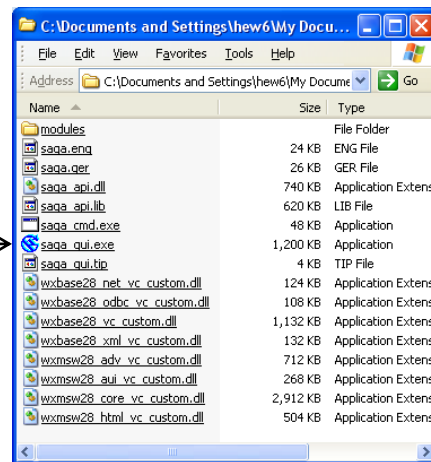 C:\Documents and Settings\hew6\My Docu...
File Edit View Favorites Tools Help
Address C:\Documents and Settings\hew6\My Docume Go
Name Size Type
modules File Folder
saga.eng 24 KB ENG File
saga.ger 26 KB GER File
saga_api.dll 740 KB Application Extens
saga_api.lib 620 KB LIB File
saga_cmd.exe 48 KB Application
saga_gui.exe 1,200 KB Application
saga_gui.tip 4 KB TIP File
wxbase28_net_vc_custom.dll 124 KB Application Extens
wxbase28_odbc_vc_custom.dll 108 KB Application Extens
wxbase28_vc_custom.dll 1,132 KB Application Extens
wxbase28_xml_vc_custom.dll 132 KB Application Extens
wxmsw28_adv_vc_custom.dll 712 KB Application Extens
wxmsw28_aui_vc_custom.dll 268 KB Application Extens
wxmsw28_core_vc_custom.dll 2,912 KB Application Extens
wxmsw28_html_vc_custom.dll 504 KB Application Extens